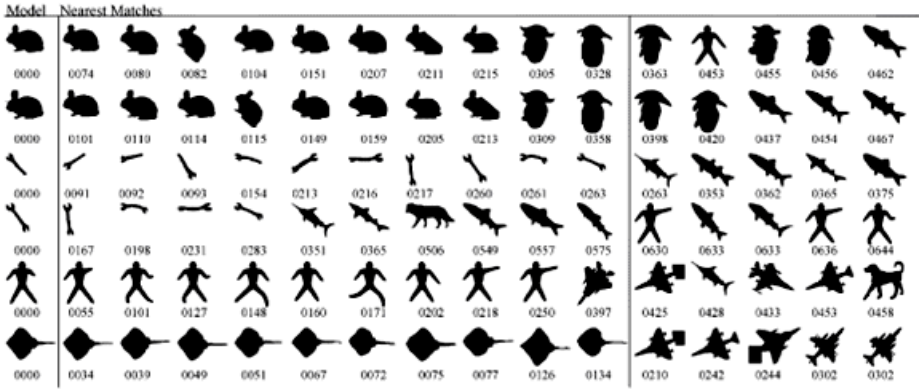 Model Nearest Matches
0000 0074 0080 0082 0104 0151 0207 0211 0215 0305 0328 0363 0453 0455 0456 0462
0000 0101 0110 0114 0115 0149 0159 0205 0213 0309 0358 0398 0420 0437 0454 0467
0000 0091 0092 0093 0154 0213 0216 0217 0260 0261 0263 0263 0353 0362 0365 0375
0000 0167 0198 0231 0283 0351 0365 0506 0549 0557 0575 0630 0633 0633 0636 0644
0000 0055 0101 0127 0148 0160 0171 0202 0218 0250 0397 0425 0428 0433 0453 0458
0000 0034 0039 0049 0051 0067 0072 0075 0077 0126 0134 0210 0242 0244 0302 0302